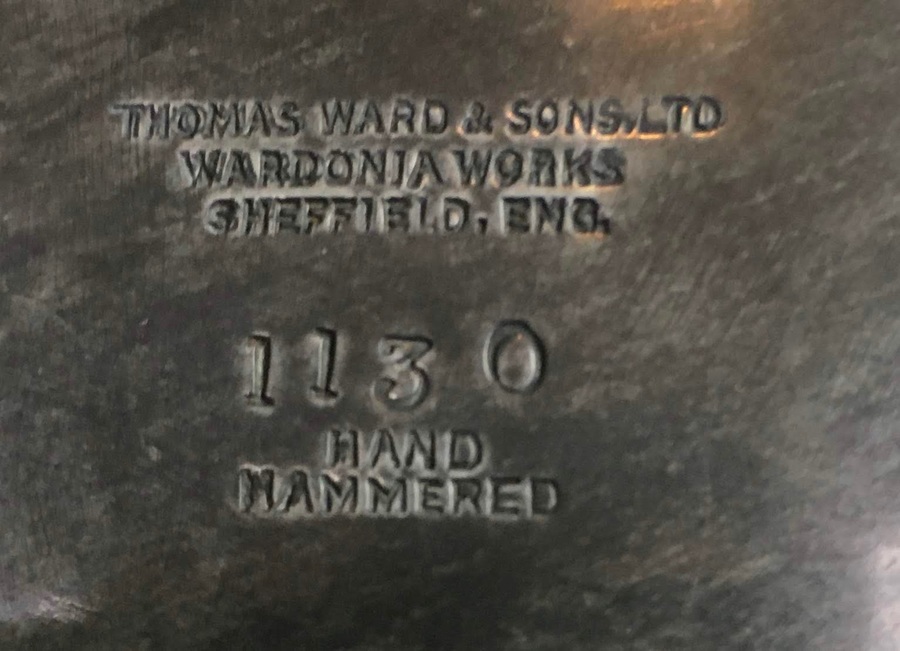 THOMAS WARD & SONS. LTD
WARDONIA WORKS
SHEFFIELD, ENG.
1130
HAND
HAMMERED